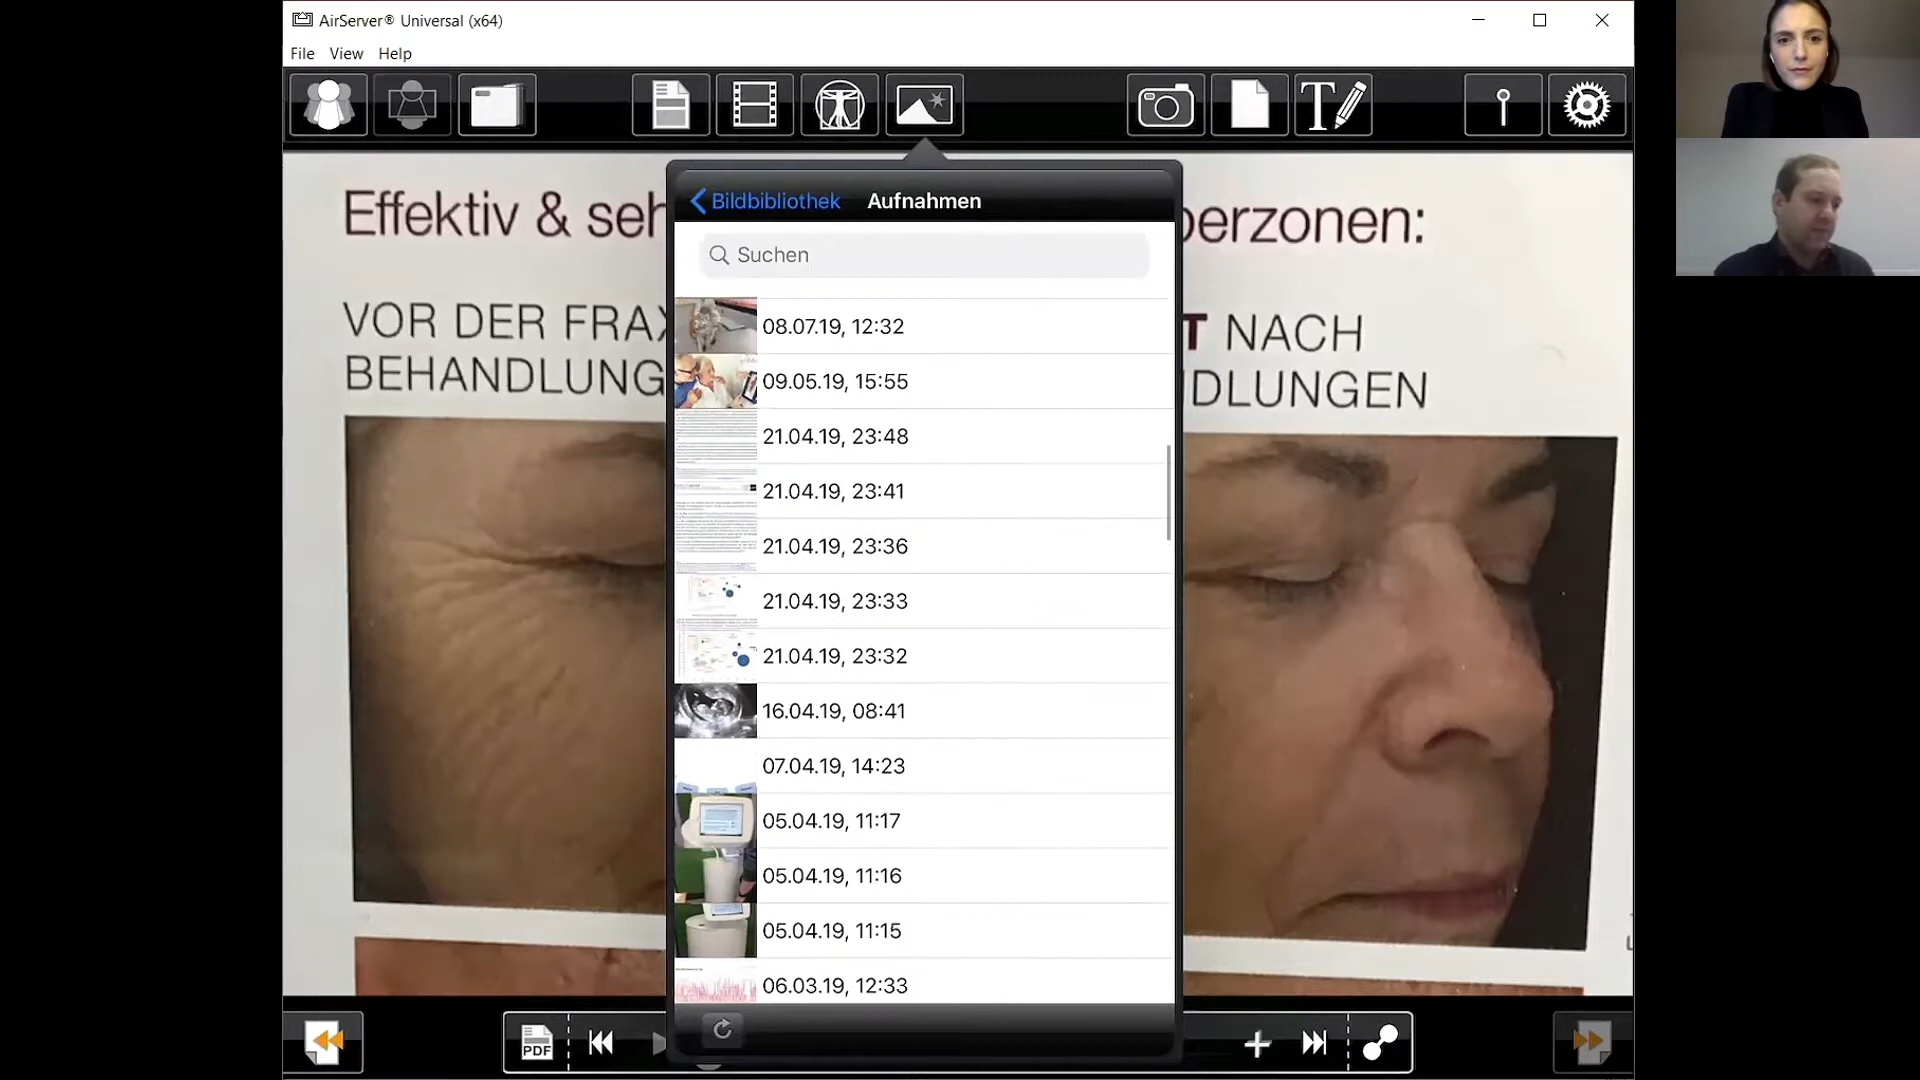 AirServer® Universal (x64)
File View Help
Effektiv & seh
perzonen:
VOR DER FRAX
BEHANDLUNG
T NACH
DLUNGEN
Bildbibliothek Aufnahmen
Suchen
08.07.19, 12:32
09.05.19, 15:55
21.04.19, 23:48
21.04.19, 23:41
21.04.19, 23:36
21.04.19, 23:33
21.04.19, 23:32
16.04.19, 08:41
07.04.19, 14:23
05.04.19, 11:17
05.04.19, 11:16
05.04.19, 11:15
06.03.19, 12:33
PDF